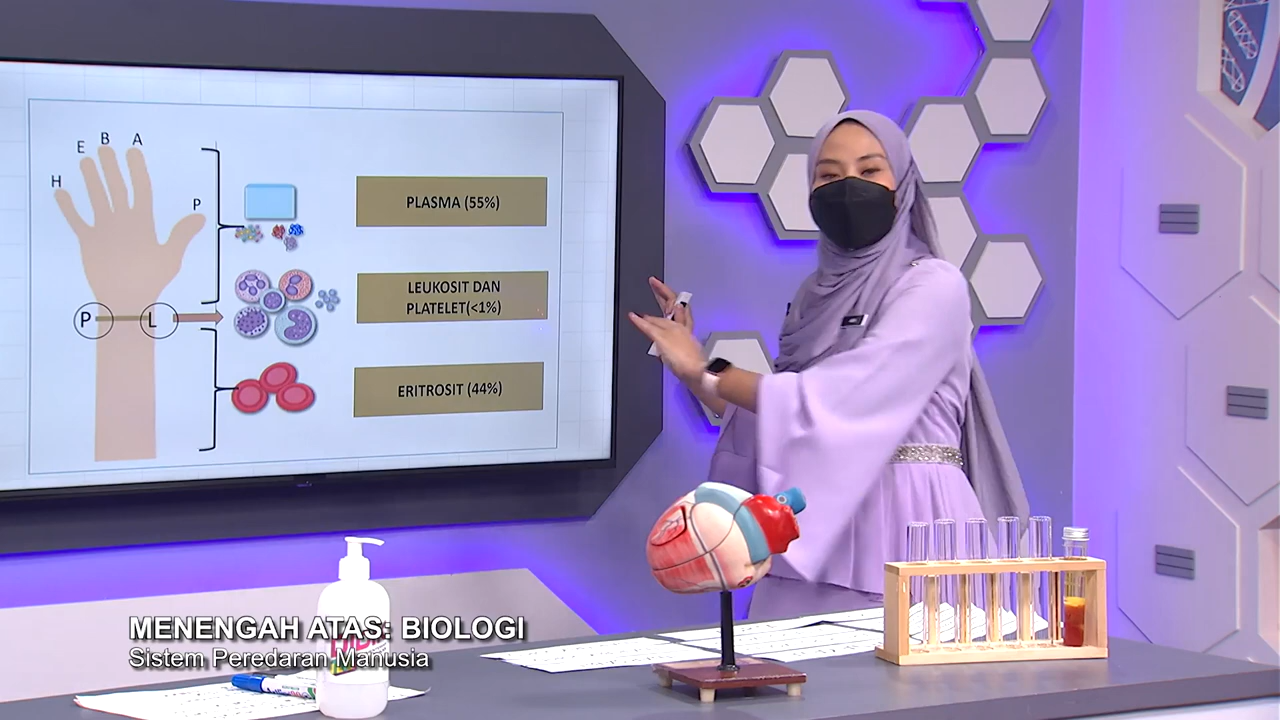 E B A
H
P
P L
PLASMA (55%)
LEUKOSIT DAN
PLATELET(<1%)
ERITROSIT (44%)
MENENGAH ATAS: BIOLOGI
Sistem Peredaran Manusia